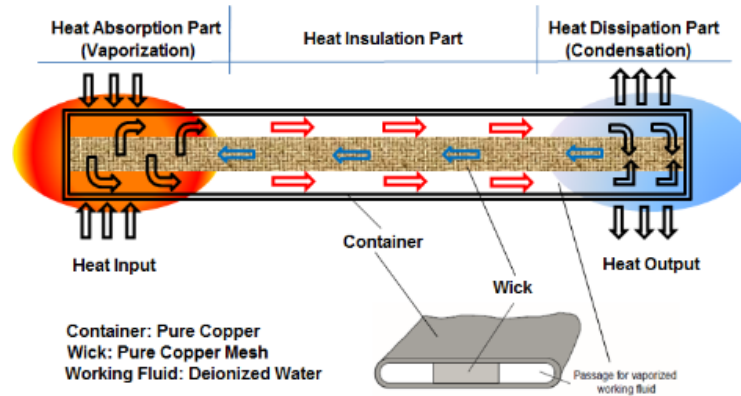 Heat Absorption Part
(Vaporization)
Heat Insulation Part
Heat Dissipation Part
(Condensation)
Heat Input
Container
Wick
Heat Output
Container: Pure Copper
Wick: Pure Copper Mesh
Working Fluid: Deionized Water
Passage for vaporized
working fluid